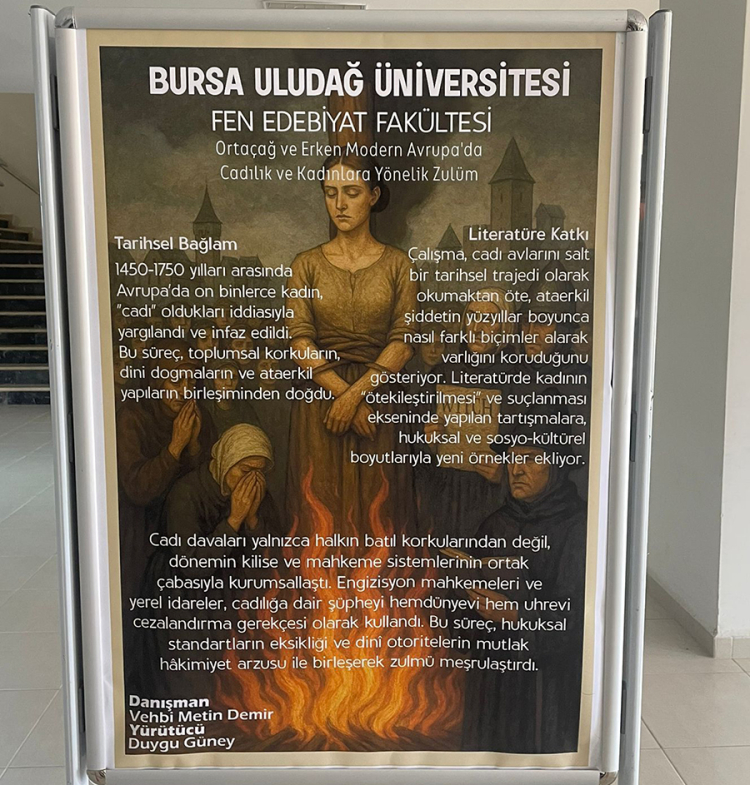 BURSA ULUDAĞ ÜNİVERSİTESİ
FEN EDEBİYAT FAKÜLTESİ
Ortaçağ ve Erken Modern Avrupa'da
Cadılık ve Kadınlara Yönelik Zulüm
Tarihsel Bağlam
1450-1750 yılları arasında
Avrupa'da on binlerce kadın,
"cadı" oldukları iddiasıyla
yargılandı ve infaz edildi.
Bu süreç, toplumsal korkuların,
dini dogmaların ve ataerkil
yapıların birleşiminden doğdu.
Literatüre Katkı
Çalışma, cadı avlarını salt
bir tarihsel trajedi olarak
okumaktan öte, ataerkil
şiddetin yüzyıllar boyunca
nasıl farklı biçimler alarak
varlığını koruduğunu
gösteriyor. Literatürde kadının
"ötekileştirilmesi" ve suçlanması
ekseninde yapılan tartışmalara,
hukuksal ve sosyo-kültürel
boyutlarıyla yeni örnekler ekliyor.
Cadı davaları yalnızca halkın batıl korkularından değil,
dönemin kilise ve mahkeme sistemlerinin ortak
çabasıyla kurumsallaştı. Engizisyon mahkemeleri ve
yerel idareler, cadılığa dair şüpheyi hemdünyevi hem uhrevi
cezalandırma gerekçesi olarak kullandı. Bu süreç, hukuksal
standartların eksikliği ve dinî otoritelerin mutlak
hâkimiyet arzusu ile birleşerek zulmü meşrulaştırdı.
Danışman
Vehbi Metin Demir
Yürütücü
Duygu Güney